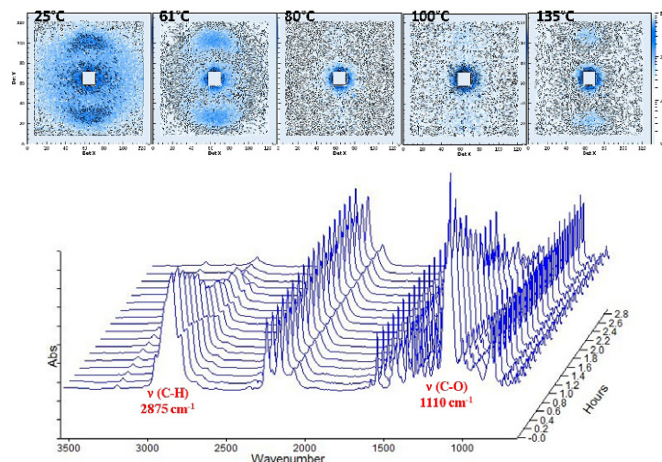 25°C 61°C 80°C 100°C 135°C
Det X Det X Det X Det X Det X
Abs
ν (C-H)
2875 cm-1
ν (C-O)
1110 cm-1
3500 3000 2500 2000 1500 1000
Wavenumber
-0.0
0.2
0.4
0.6
0.8
1.0
1.2
1.4
1.6
1.8
2.0
2.2
2.4
2.6
2.8
Hours